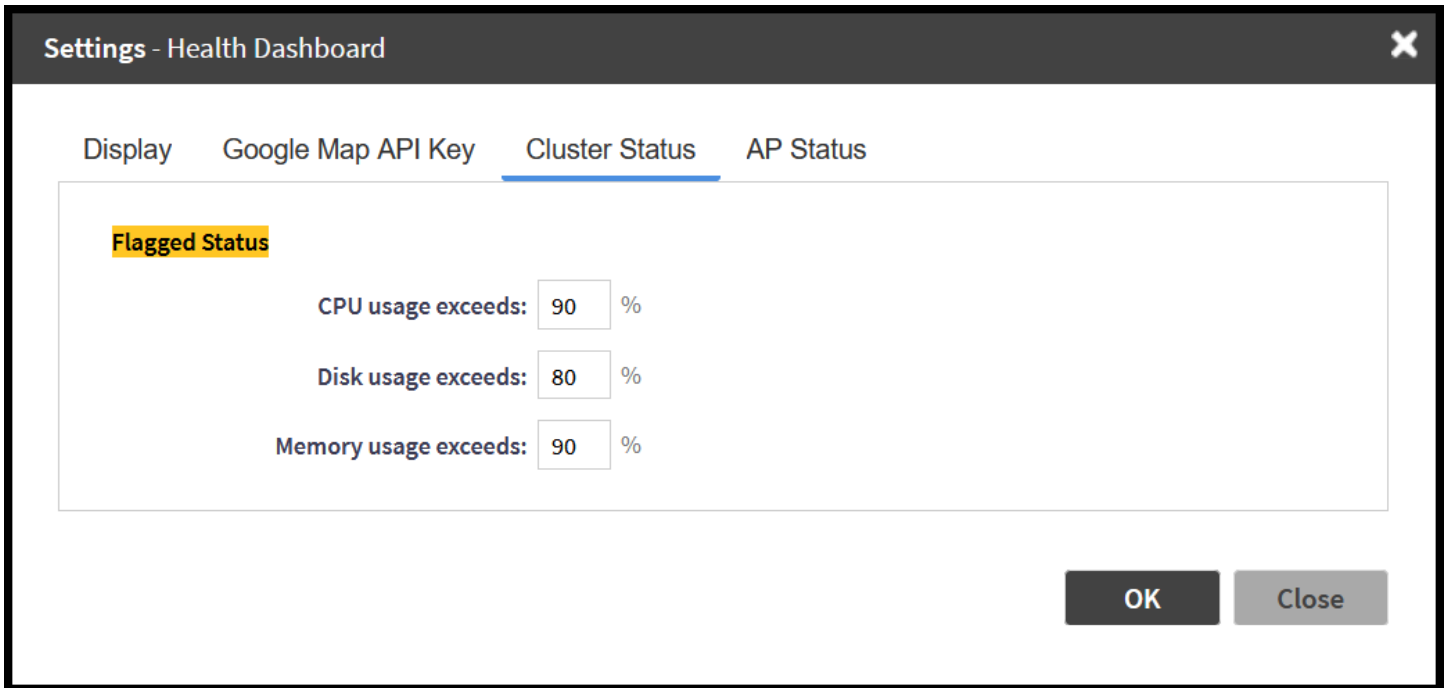 Settings - Health Dashboard
Display Google Map API Key Cluster Status AP Status
Flagged Status
CPU usage exceeds: 90 %
Disk usage exceeds: 80 %
Memory usage exceeds: 90 %
OK Close